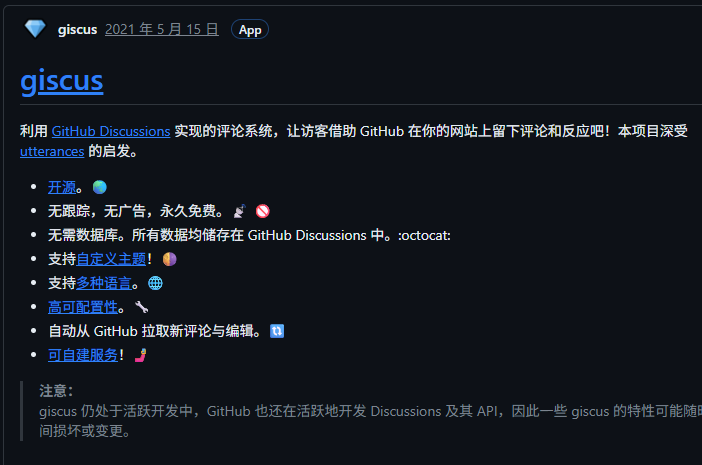 giscus 2021 年 5 月 15 日 App
giscus
利用 GitHub Discussions 实现的评论系统，让访客借助 GitHub 在你的网站上留下评论和反应吧！本项目深受
utterances 的启发。
开源。🌏
无跟踪，无广告，永久免费。📡 🚫
无需数据库。所有数据均储存在 GitHub Discussions 中。:octocat:
支持自定义主题！🌗
支持多种语言。🌐
高可配置性。🔧
自动从 GitHub 拉取新评论与编辑。🔃
可自建服务！🤳
注意：
giscus 仍处于活跃开发中，GitHub 也还在活跃地开发 Discussions 及其 API，因此一些 giscus 的特性可能随时
间损坏或变更。